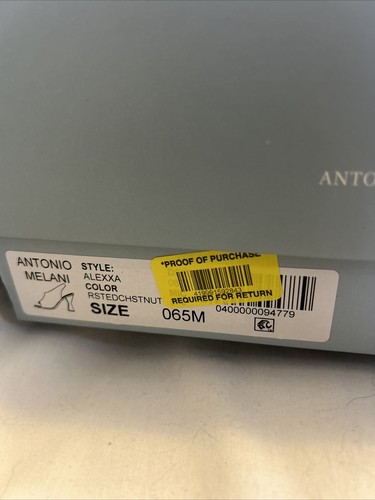 ANTO
ANTONIO
MELANI
STYLE:
ALEXXA
COLOR
RSTEDCHSTNUT
SIZE
065M
*PROOF OF PURCHASE
REQUIRED FOR RETURN
0400000094779